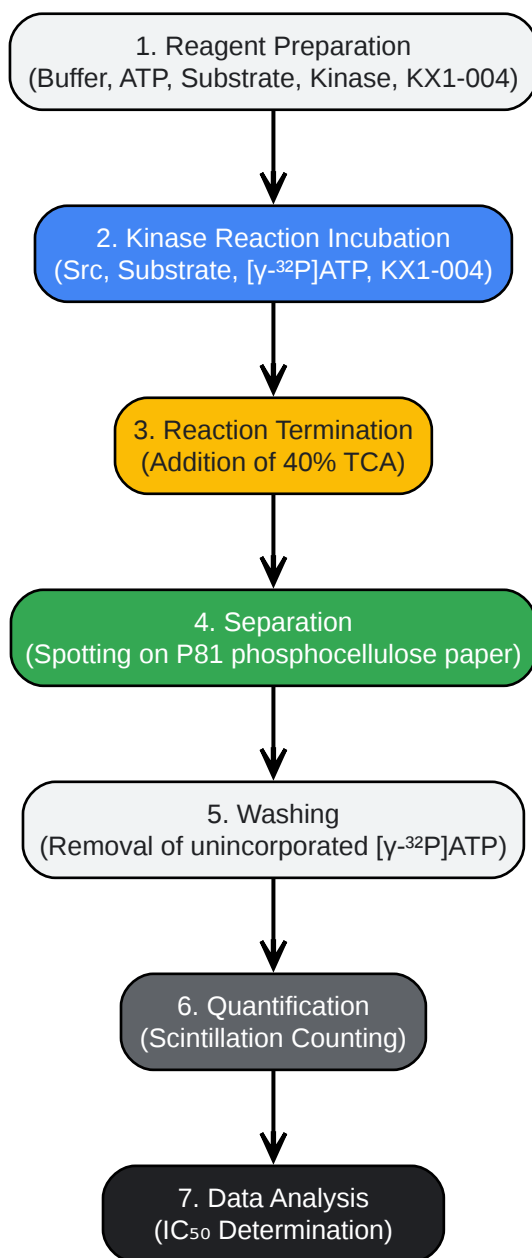 1. Reagent Preparation
(Buffer, ATP, Substrate, Kinase, KX1-004)
2. Kinase Reaction Incubation
(Src, Substrate, [γ-³²P]ATP, KX1-004)
3. Reaction Termination
(Addition of 40% TCA)
4. Separation
(Spotting on P81 phosphocellulose paper)
5. Washing
(Removal of unincorporated [γ-³²P]ATP)
6. Quantification
(Scintillation Counting)
7. Data Analysis
(IC₅₀ Determination)